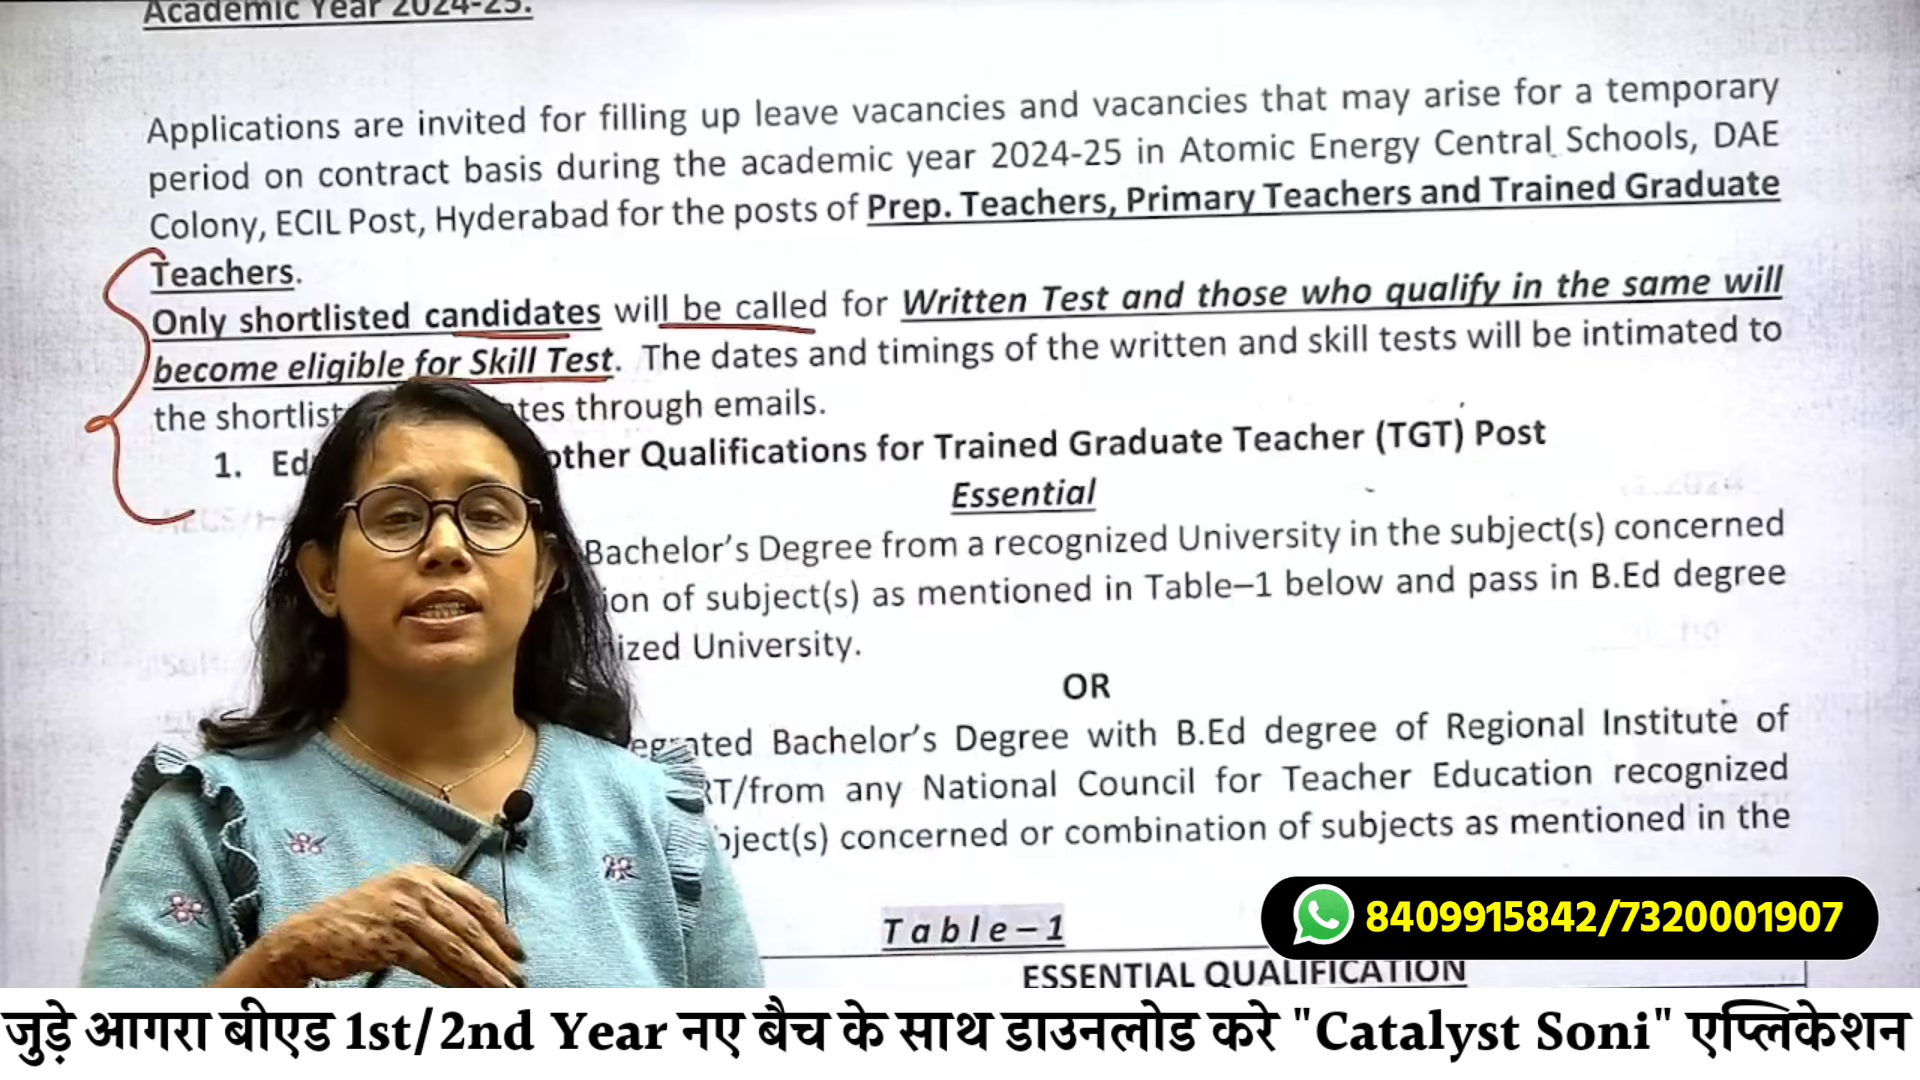 Academic Year 2024-25.
Applications are invited for filling up leave vacancies and vacancies that may arise for a temporary
period on contract basis during the academic year 2024-25 in Atomic Energy Central Schools, DAE
Colony, ECIL Post, Hyderabad for the posts of Prep. Teachers, Primary Teachers and Trained Graduate
Teachers.
Only shortlisted candidates will be called for Written Test and those who qualify in the same will
become eligible for Skill Test. The dates and timings of the written and skill tests will be intimated to
the through emails.
1. other Qualifications for Trained Graduate Teacher (TGT) Post
Essential
Bachelor's Degree from a recognized University in the subject(s) concerned
of subject(s) as mentioned in Table–1 below and pass in B.Ed degree
University.
OR
Bachelor's Degree with B.Ed degree of Regional Institute of
/from any National Council for Teacher Education recognized
concerned or combination of subjects as mentioned in the
Table–1
ESSENTIAL QUALIFICATION
8409915842/7320001907
जुड़े आगरा बीएड 1st/2nd Year नए बैच के साथ डाउनलोड करे "Catalyst Soni" एप्लिकेशन